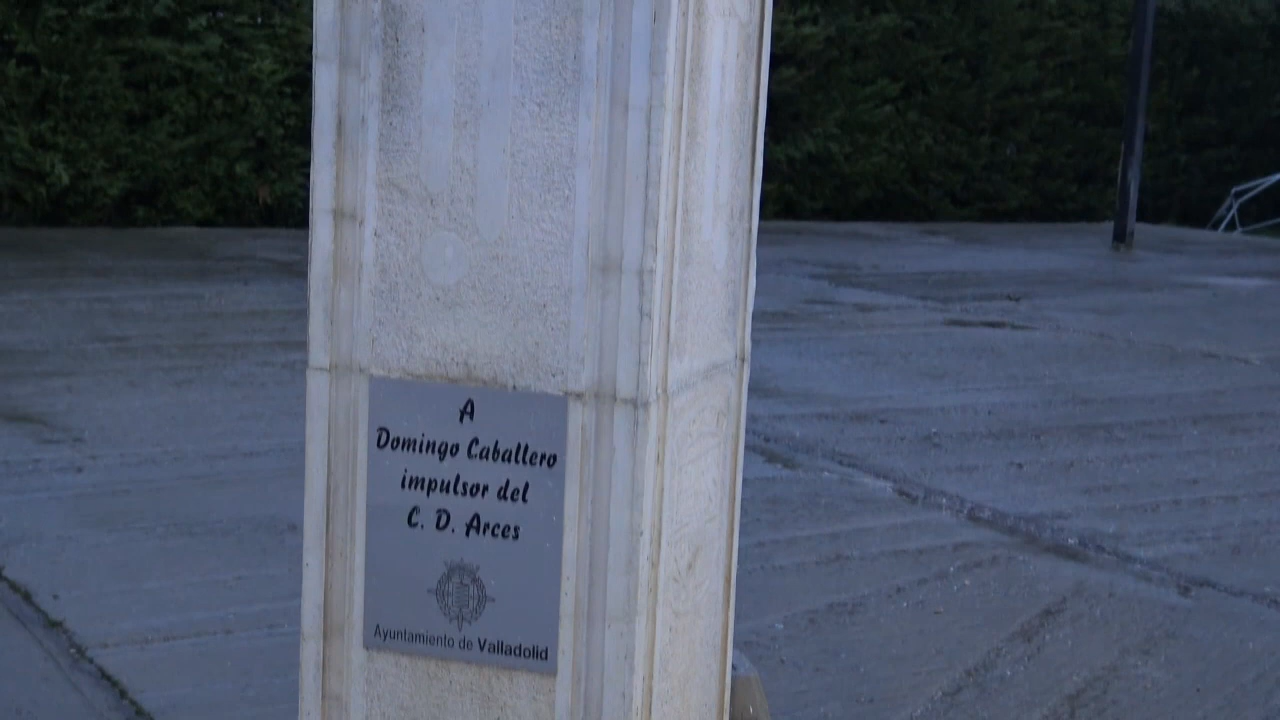 A
Domingo Caballero
impulsor del
C. D. Arces
Ayuntamiento de Valladolid